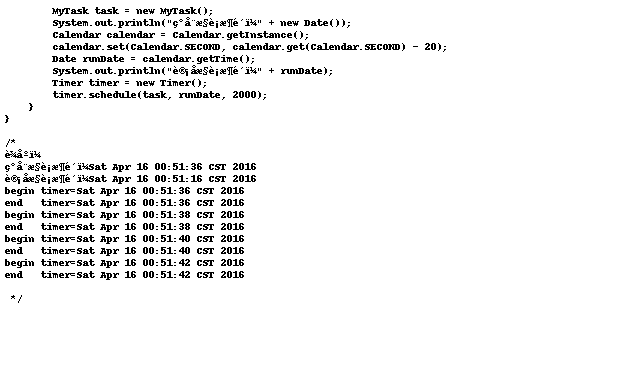 MyTask task = new MyTask();
System.out.println("ç°å¨æ§è¡æ¶é´ï¼" + new Date());
Calendar calendar = Calendar.getInstance();
calendar.set(Calendar.SECOND, calendar.get(Calendar.SECOND) - 20);
Date runDate = calendar.getTime();
System.out.println("è®¡åæ§è¡æ¶é´ï¼" + runDate);
Timer timer = new Timer();
timer.schedule(task, runDate, 2000);
}
}
/*
è¾åºï¼
ç°å¨æ§è¡æ¶é´ï¼Sat Apr 16 00:51:36 CST 2016
è®¡åæ§è¡æ¶é´ï¼Sat Apr 16 00:51:16 CST 2016
begin timer=Sat Apr 16 00:51:36 CST 2016
end   timer=Sat Apr 16 00:51:36 CST 2016
begin timer=Sat Apr 16 00:51:38 CST 2016
end   timer=Sat Apr 16 00:51:38 CST 2016
begin timer=Sat Apr 16 00:51:40 CST 2016
end   timer=Sat Apr 16 00:51:40 CST 2016
begin timer=Sat Apr 16 00:51:42 CST 2016
end   timer=Sat Apr 16 00:51:42 CST 2016
*/